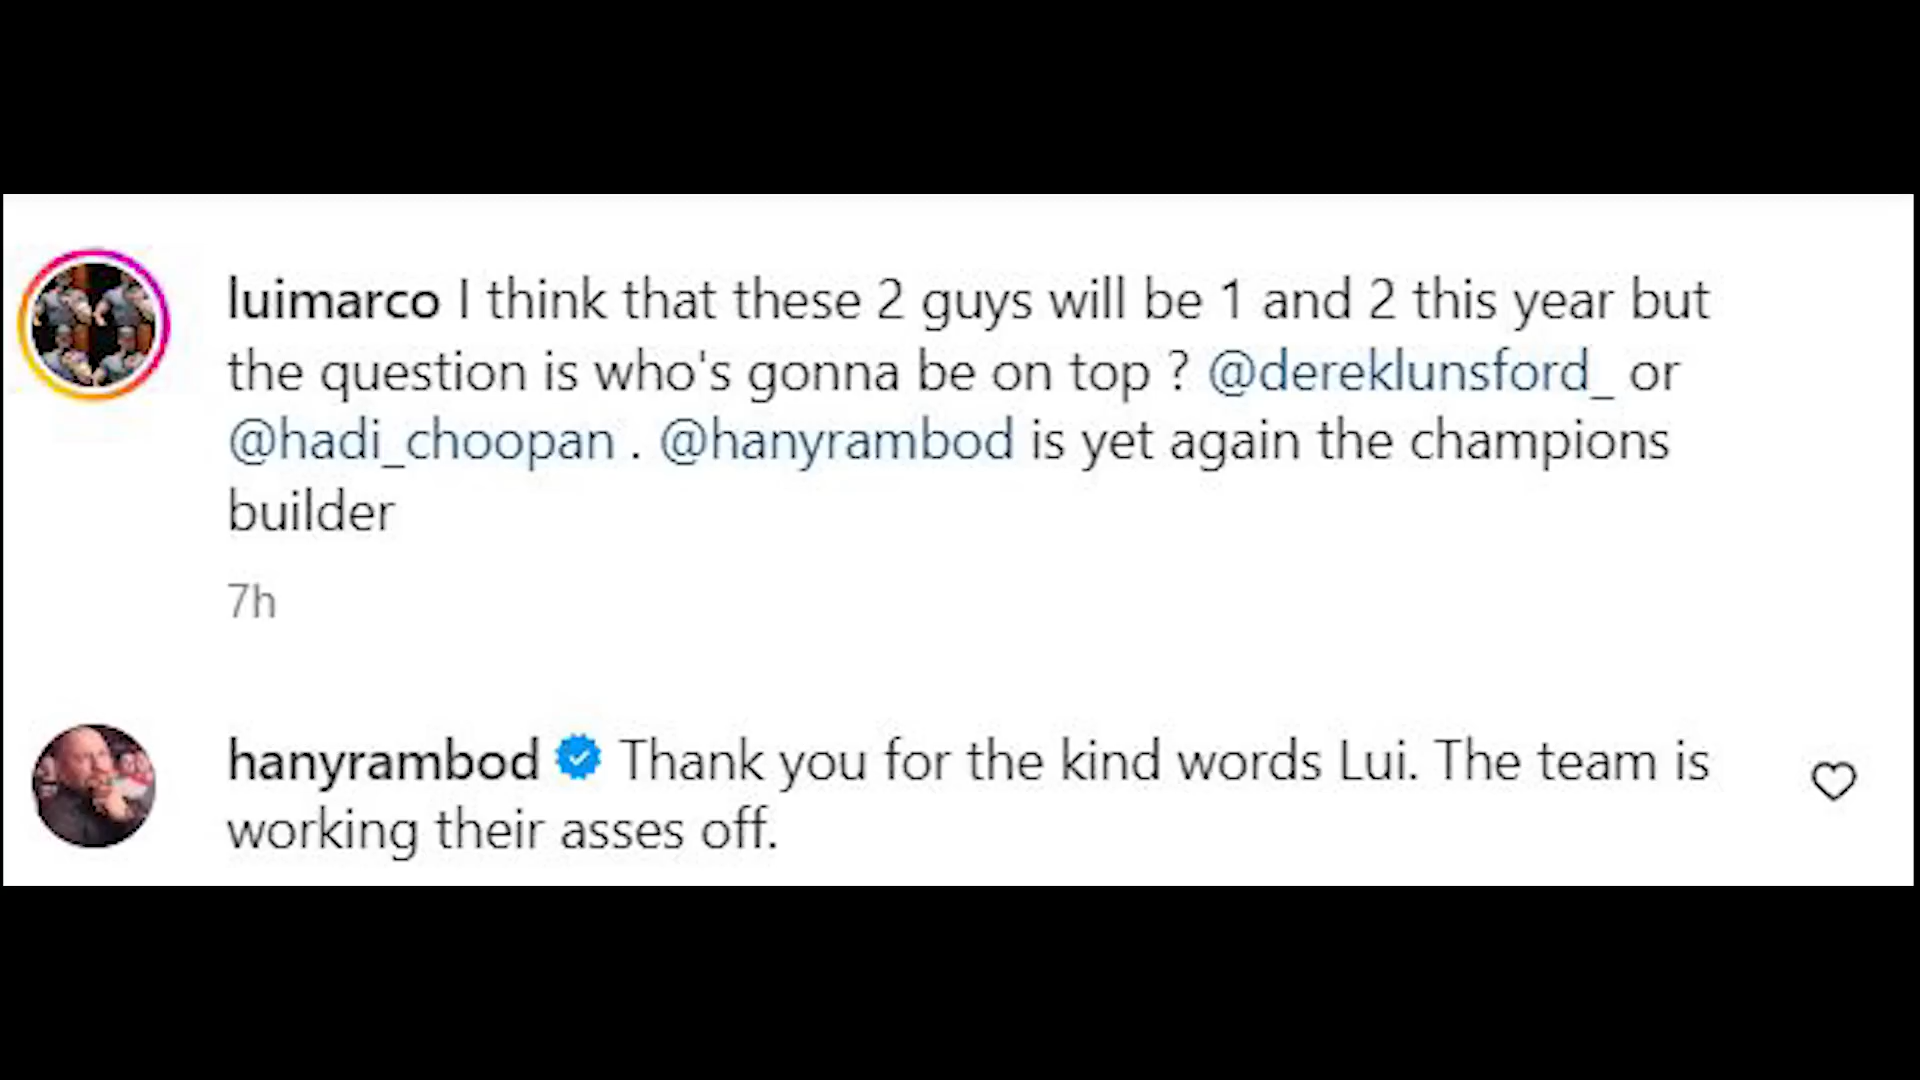 luimarco I think that these 2 guys will be 1 and 2 this year but
the question is who's gonna be on top ? @dereklunsford_ or
@hadi_choopan . @hanyrambod is yet again the champions
builder
7h
hanyrambod Thank you for the kind words Lui. The team is
working their asses off.